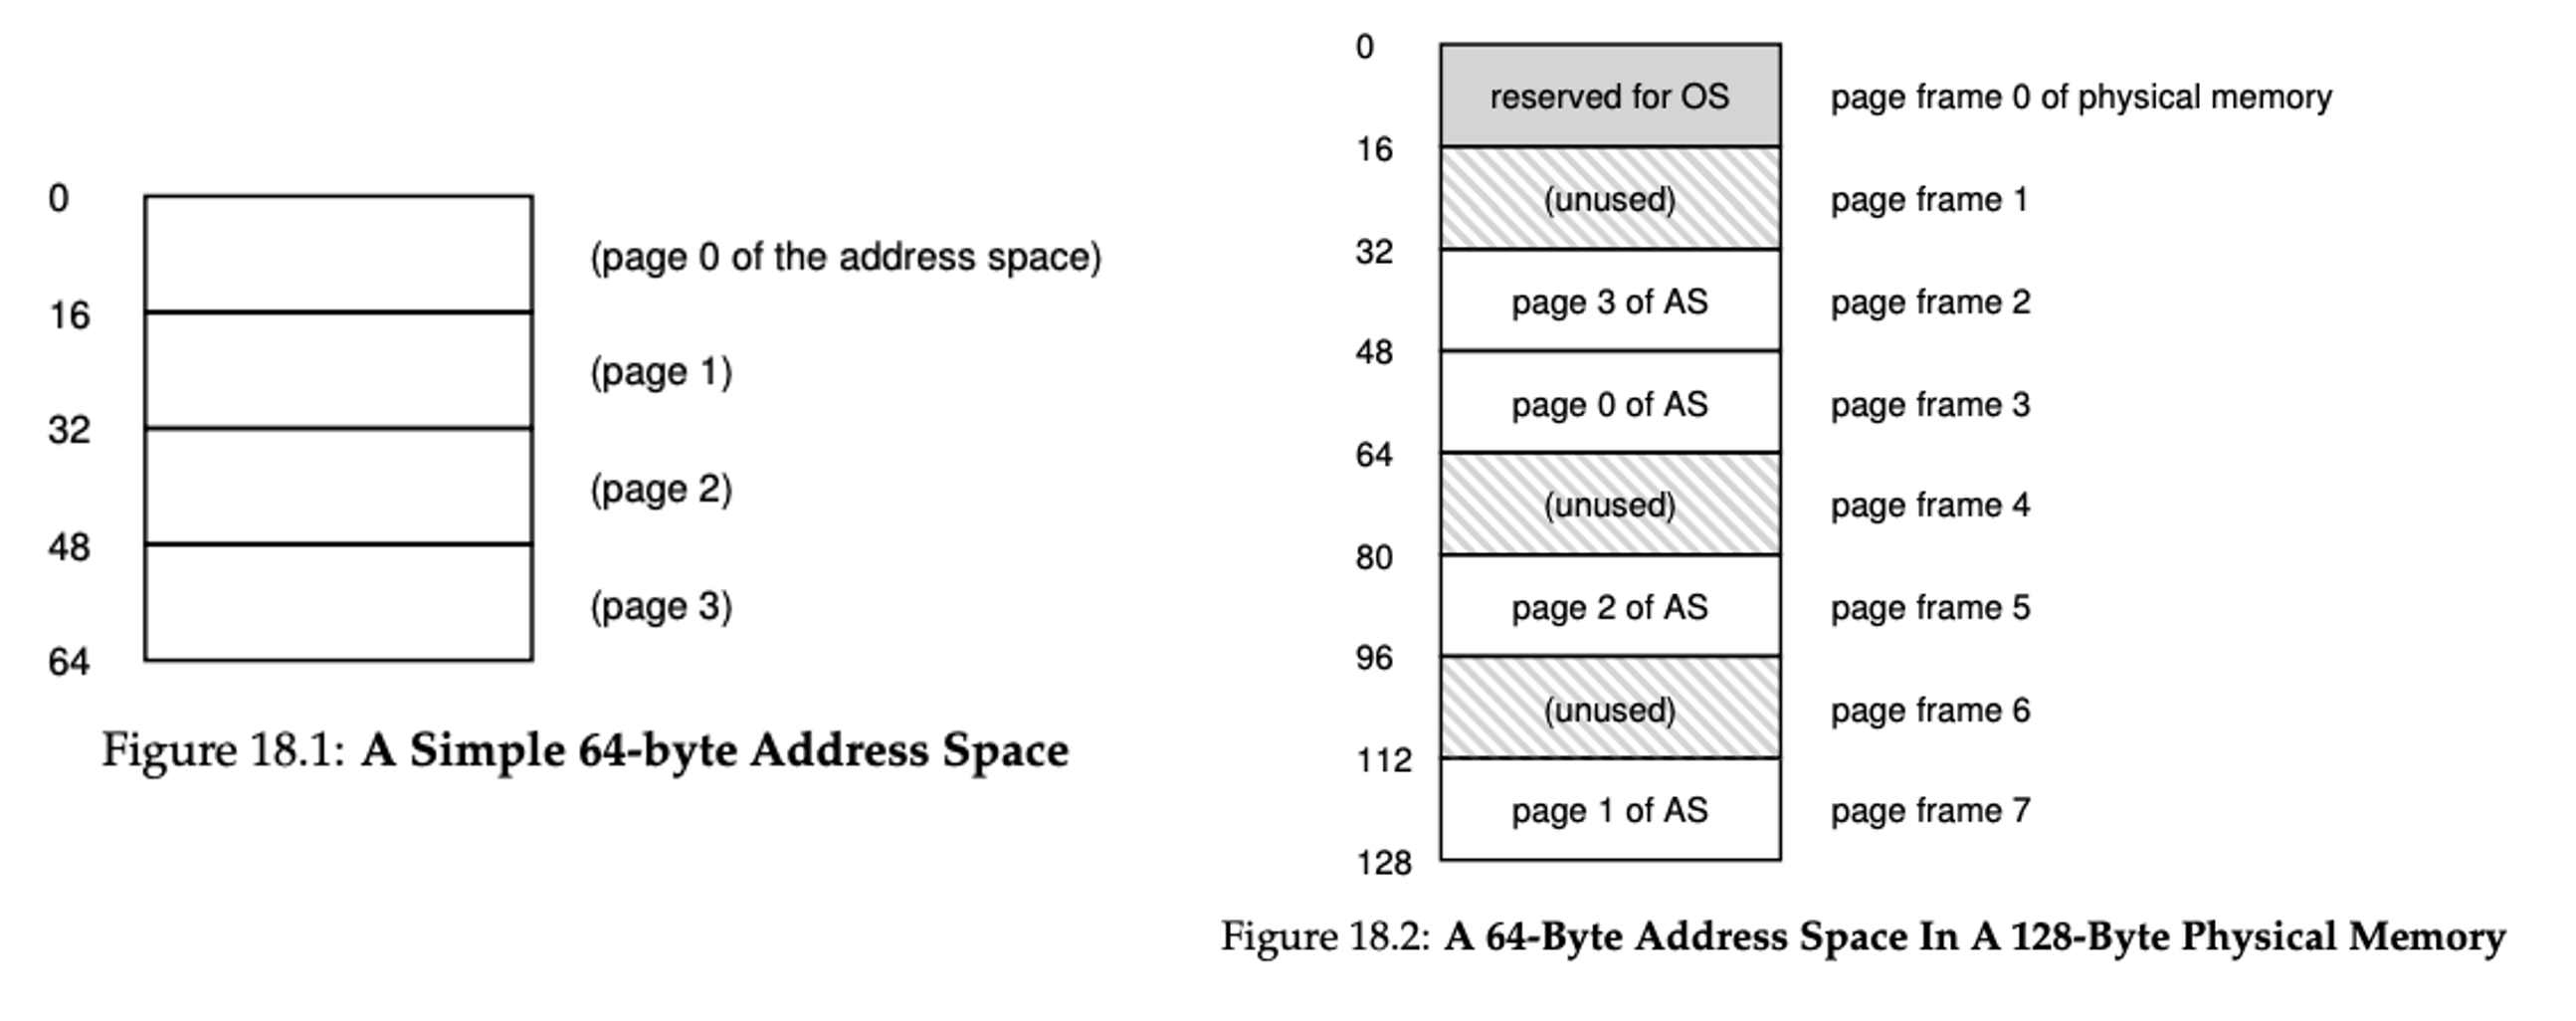 0
(page 0 of the address space)
16
(page 1)
32
(page 2)
48
(page 3)
64
Figure 18.1: A Simple 64-byte Address Space
0
reserved for OS page frame 0 of physical memory
16
(unused) page frame 1
32
page 3 of AS page frame 2
48
page 0 of AS page frame 3
64
(unused) page frame 4
80
page 2 of AS page frame 5
96
(unused) page frame 6
112
page 1 of AS page frame 7
128
Figure 18.2: A 64-Byte Address Space In A 128-Byte Physical Memory